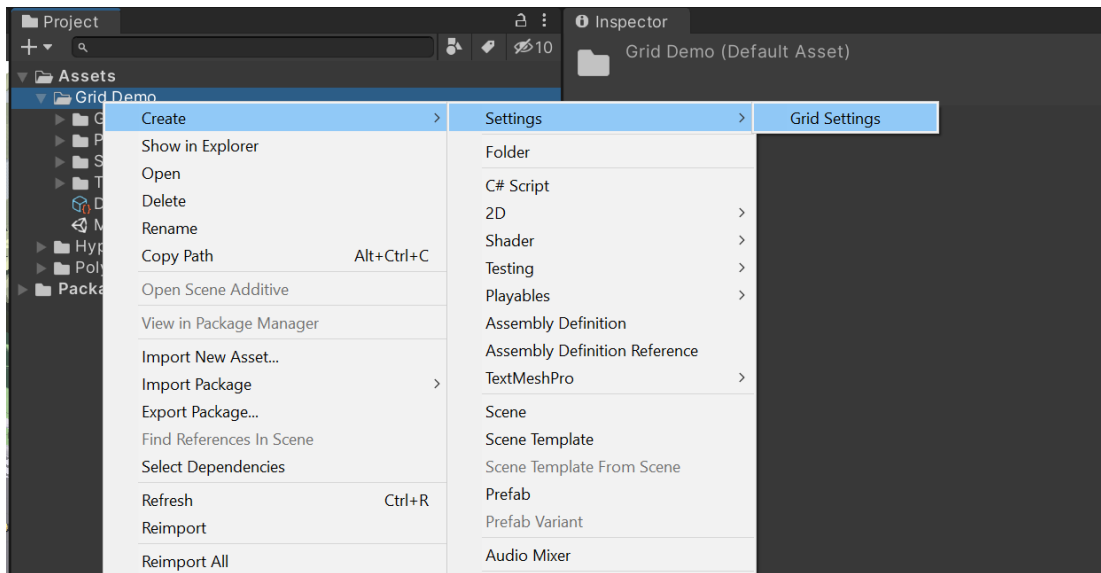 Project
Inspector
10
Grid Demo (Default Asset)
Assets
Grid Demo
G
P
S
T
D
M
Hyp
Poly
Packa
Create
Show in Explorer
Open
Delete
Rename
Copy Path Alt+Ctrl+C
Open Scene Additive
View in Package Manager
Import New Asset...
Import Package
Export Package...
Find References In Scene
Select Dependencies
Refresh Ctrl+R
Reimport
Reimport All
Settings
Folder
C# Script
2D
Shader
Testing
Playables
Assembly Definition
Assembly Definition Reference
TextMeshPro
Scene
Scene Template
Scene Template From Scene
Prefab
Prefab Variant
Audio Mixer
Grid Settings